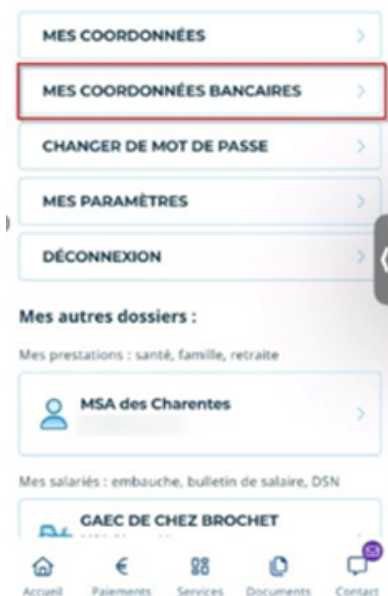 MES COORDONNÉES
MES COORDONNÉES BANCAIRES
CHANGER DE MOT DE PASSE
MES PARAMÈTRES
DÉCONNEXION
Mes autres dossiers :
Mes prestations : santé, famille, retraite
MSA des Charentes
Mes salariés : embauche, bulletin de salaire, DSN
GAEC DE CHEZ BROCHET
Accueil Paiements Services Documents Contact